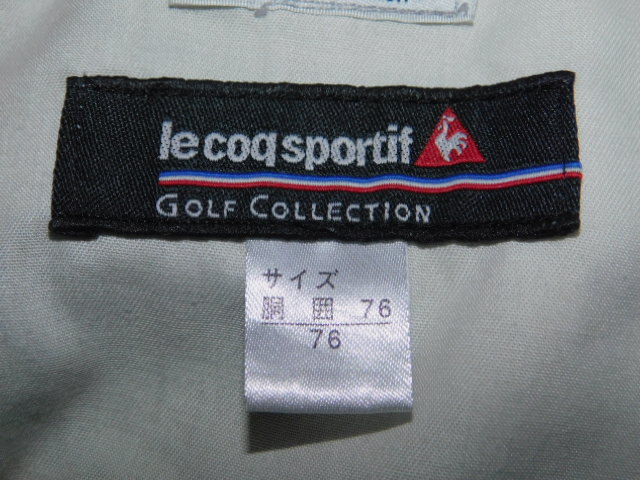 le coq sportif
GOLF COLLECTION
サイズ
胴囲 76
76